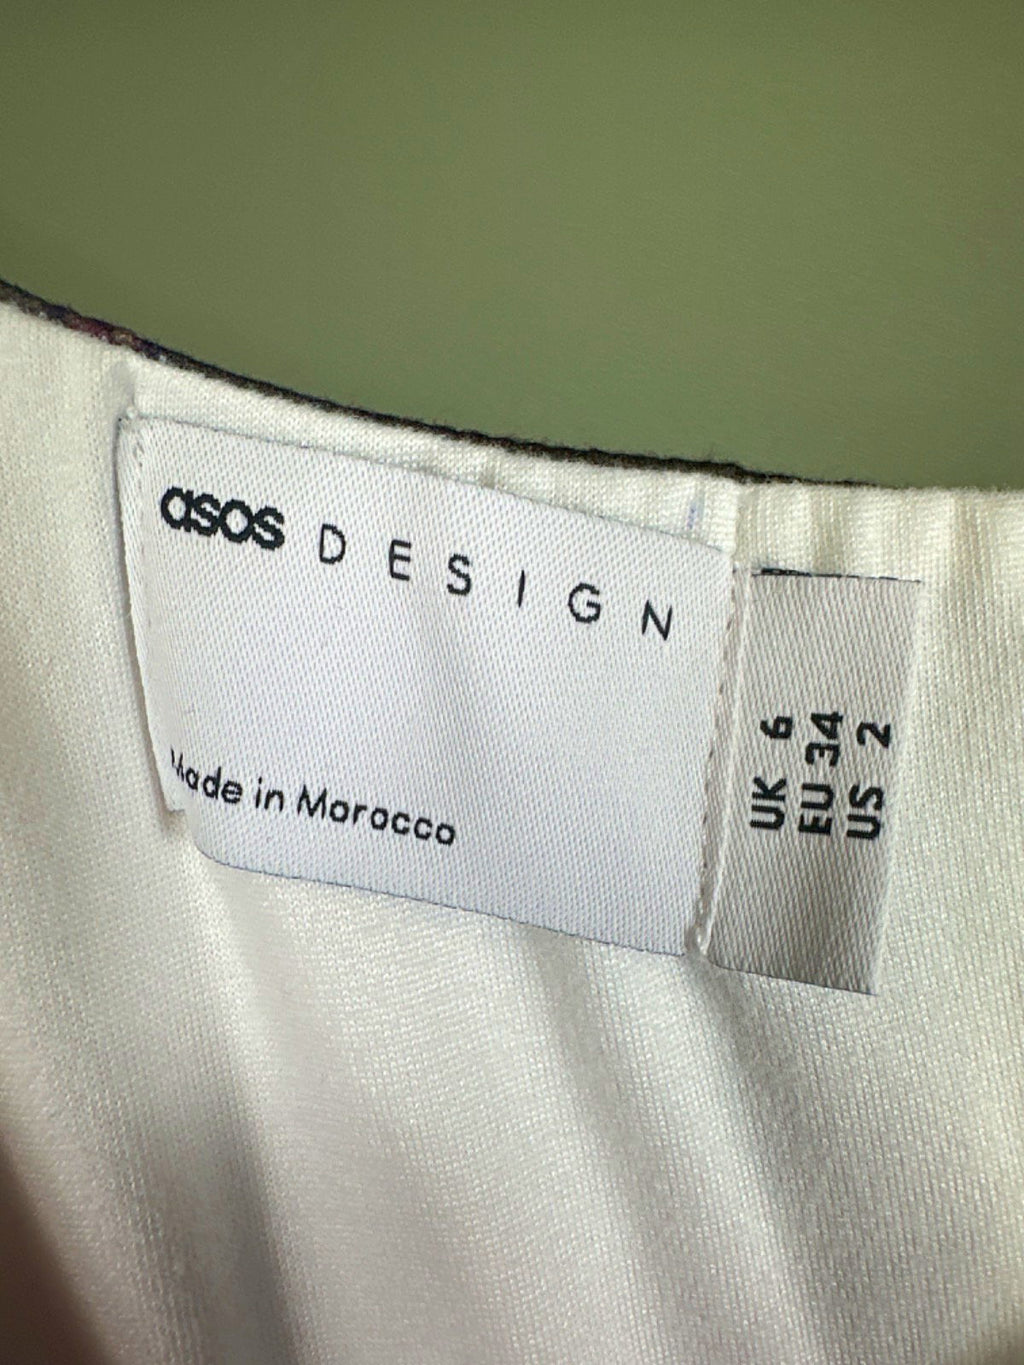 asos DESIGN
Made in Morocco
UK 6
EU 34
US 2